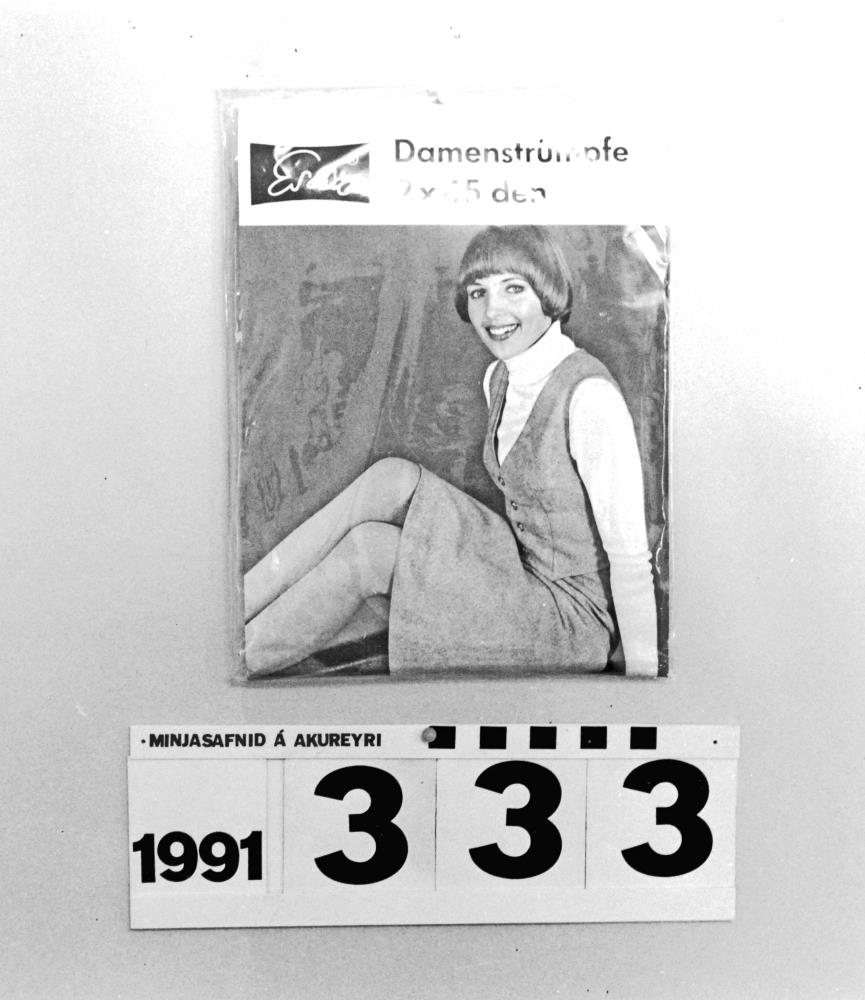 Damenstrümpfe
den
MINJASAFNID Á AKUREYRI
1991 3 3 3